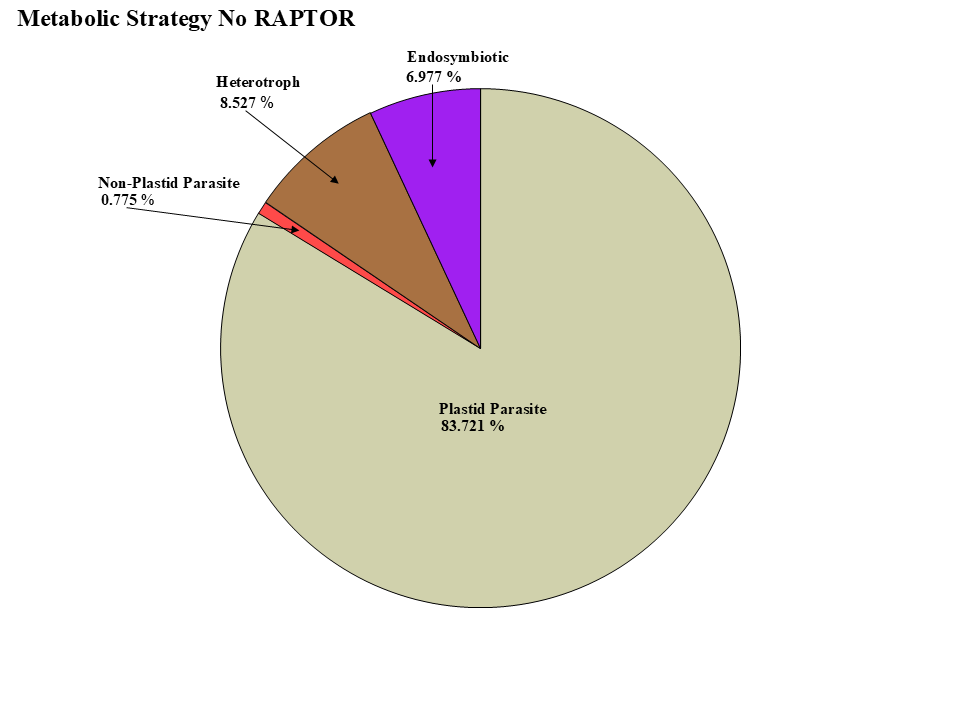 Metabolic Strategy No RAPTOR
Endosymbiotic
6.977 %
Heterotroph
8.527 %
Non-Plastid Parasite
0.775 %
Plastid Parasite
83.721 %